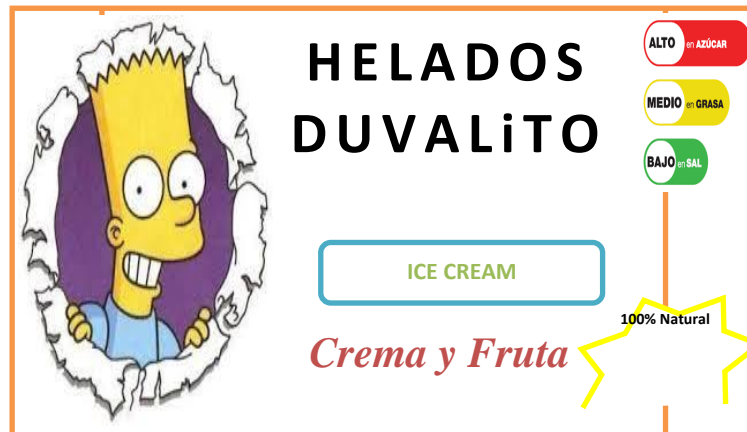 HELADOS
DUVALiTO
ALTO en AZÚCAR
MEDIO en GRASA
BAJO en SAL
ICE CREAM
100% Natural
Crema y Fruta